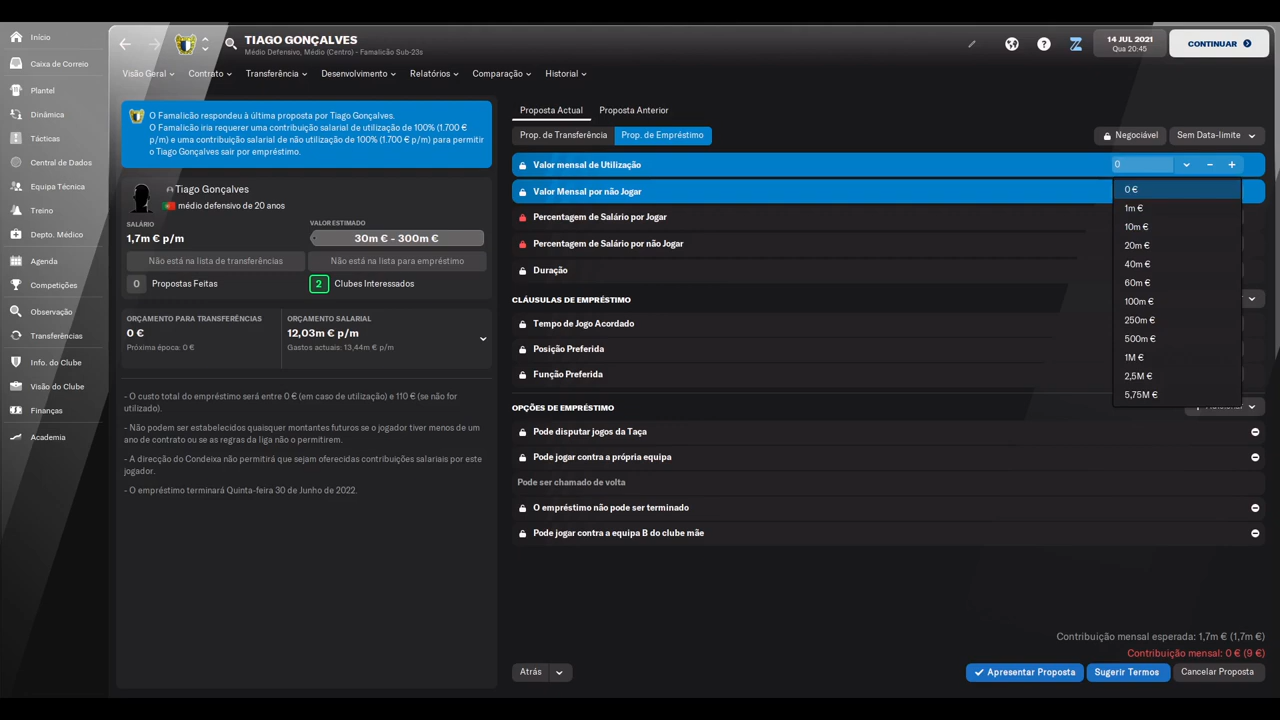 Início
Caixa de Correio
Plantel
Dinâmica
Tácticas
Central de Dados
Equipa Técnica
Treino
Depto. Médico
Agenda
Competições
Observação
Transferências
Info. do Clube
Visão do Clube
Finanças
Academia
TIAGO GONÇALVES
Médio Defensivo, Médio (Centro) - Famalicão Sub-23s
14 JUL 2021
Qua 20:45
CONTINUAR
Visão Geral
Contrato
Transferência
Desenvolvimento
Relatórios
Comparação
Historial
O Famalicão respondeu à última proposta por Tiago Gonçalves.
O Famalicão iria requerer uma contribuição salarial de utilização de 100% (1.700 €
p/m) e uma contribuição salarial de não utilização de 100% (1.700 € p/m) para permitir
o Tiago Gonçalves sair por empréstimo.
Tiago Gonçalves
médio defensivo de 20 anos
SALÁRIO
1,7m € p/m
VALOR ESTIMADO
30m € - 300m €
Não está na lista de transferências
Não está na lista para empréstimo
0 Propostas Feitas
2 Clubes Interessados
ORÇAMENTO PARA TRANSFERÊNCIAS
0 €
Próxima época: 0 €
ORÇAMENTO SALARIAL
12,03m € p/m
Gastos actuais: 13,44m € p/m
- O custo total do empréstimo será entre 0 € (em caso de utilização) e 110 € (se não for
utilizado).
- Não podem ser estabelecidos quaisquer montantes futuros se o jogador tiver menos de um
ano de contrato ou se as regras da liga não o permitirem.
- A direcção do Condeixa não permitirá que sejam oferecidas contribuições salariais por este
jogador.
- O empréstimo terminará Quinta-feira 30 de Junho de 2022.
Proposta Actual
Proposta Anterior
Prop. de Transferência
Prop. de Empréstimo
Negociável
Sem Data-limite
Valor mensal de Utilização
0
Valor Mensal por não Jogar
Percentagem de Salário por Jogar
Percentagem de Salário por não Jogar
Duração
CLÁUSULAS DE EMPRÉSTIMO
Tempo de Jogo Acordado
Posição Preferida
Função Preferida
OPÇÕES DE EMPRÉSTIMO
Pode disputar jogos da Taça
Pode jogar contra a própria equipa
Pode ser chamado de volta
O empréstimo não pode ser terminado
Pode jogar contra a equipa B do clube mãe
0 €
1m €
10m €
20m €
40m €
60m €
100m €
250m €
500m €
1M €
2,5M €
5,75M €
Contribuição mensal esperada: 1,7m € (1,7m €)
Contribuição mensal: 0 € (9 €)
Atrás
Apresentar Proposta
Sugerir Termos
Cancelar Proposta